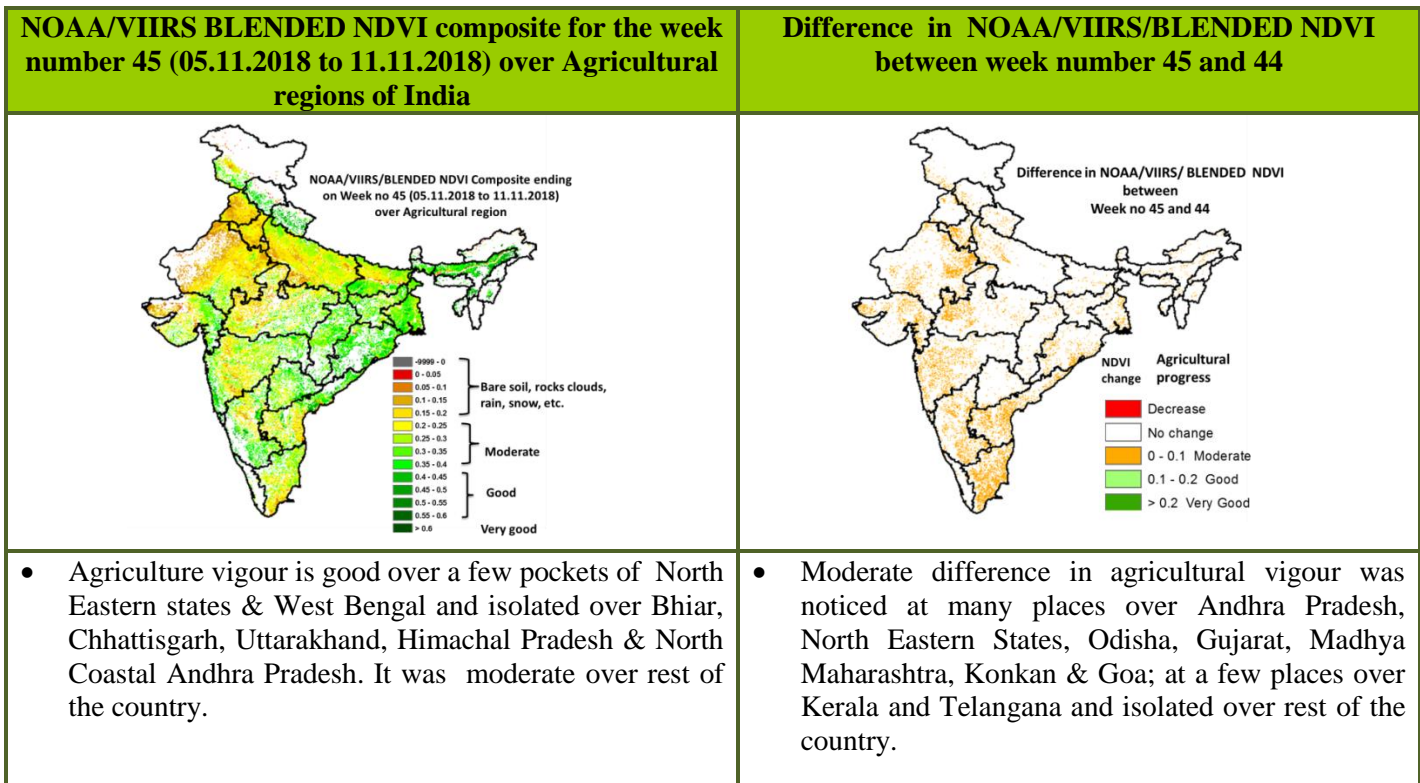 NOAA/VIIRS BLENDED NDVI composite for the week
number 45 (05.11.2018 to 11.11.2018) over Agricultural
regions of India
Difference in NOAA/VIIRS/BLENDED NDVI
between week number 45 and 44
NOAA/VIIRS/BLENDED NDVI Composite ending
on Week no 45 (05.11.2018 to 11.11.2018)
over Agricultural region
-9999 - 0
0 - 0.05
0.05 - 0.1
0.1 - 0.15
0.15 - 0.2
0.2 - 0.25
0.25 - 0.3
0.3 - 0.35
0.35 - 0.4
0.4 - 0.45
0.45 - 0.5
0.5 - 0.55
0.55 - 0.6
> 0.6
Bare soil, rocks clouds,
rain, snow, etc.
Moderate
Good
Very good
Difference in NOAA/VIIRS/ BLENDED NDVI
between
Week no 45 and 44
NDVI change
Agricultural progress
Decrease
No change
0 - 0.1 Moderate
0.1 - 0.2 Good
> 0.2 Very Good
• Agriculture vigour is good over a few pockets of North
Eastern states & West Bengal and isolated over Bhiar,
Chhattisgarh, Uttarakhand, Himachal Pradesh & North
Coastal Andhra Pradesh. It was moderate over rest of
the country.
• Moderate difference in agricultural vigour was
noticed at many places over Andhra Pradesh,
North Eastern States, Odisha, Gujarat, Madhya
Maharashtra, Konkan & Goa; at a few places over
Kerala and Telangana and isolated over rest of the
country.